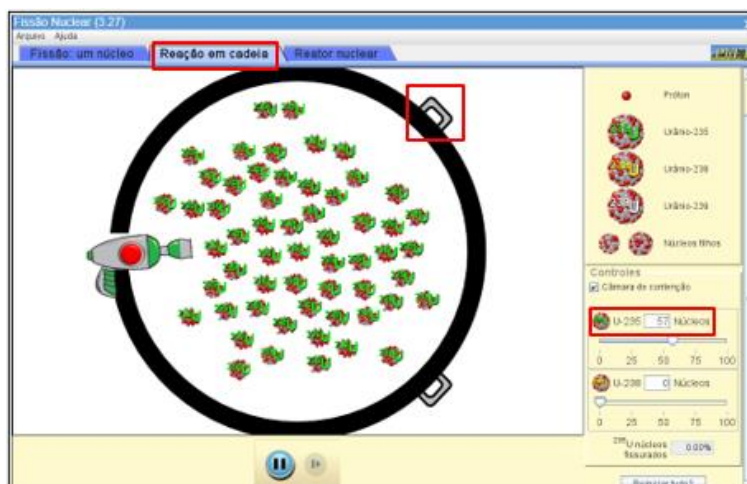 Fissão Nuclear (3.27)
Arquivo Ajuda
Fissão: um núcleo
Reação em cadeia
Reator nuclear
Próton
Urânio-235
Urânio-238
Urânio-239
Núcleos filhos
Controles
Câmara de contenção
U-235 57 Núcleos
0 25 50 75 100
U-238 0 Núcleos
0 25 50 75 100
núcleos 0.00%
fissurados